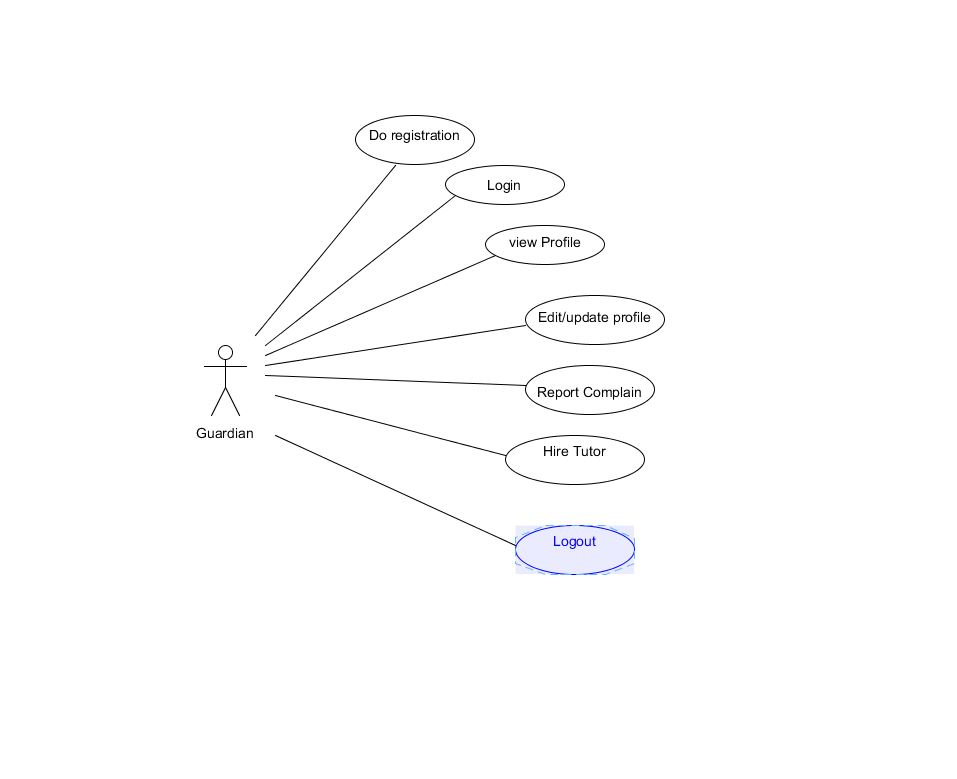 Do registration
Login
view Profile
Edit/update profile
Report Complain
Guardian
Hire Tutor
Logout